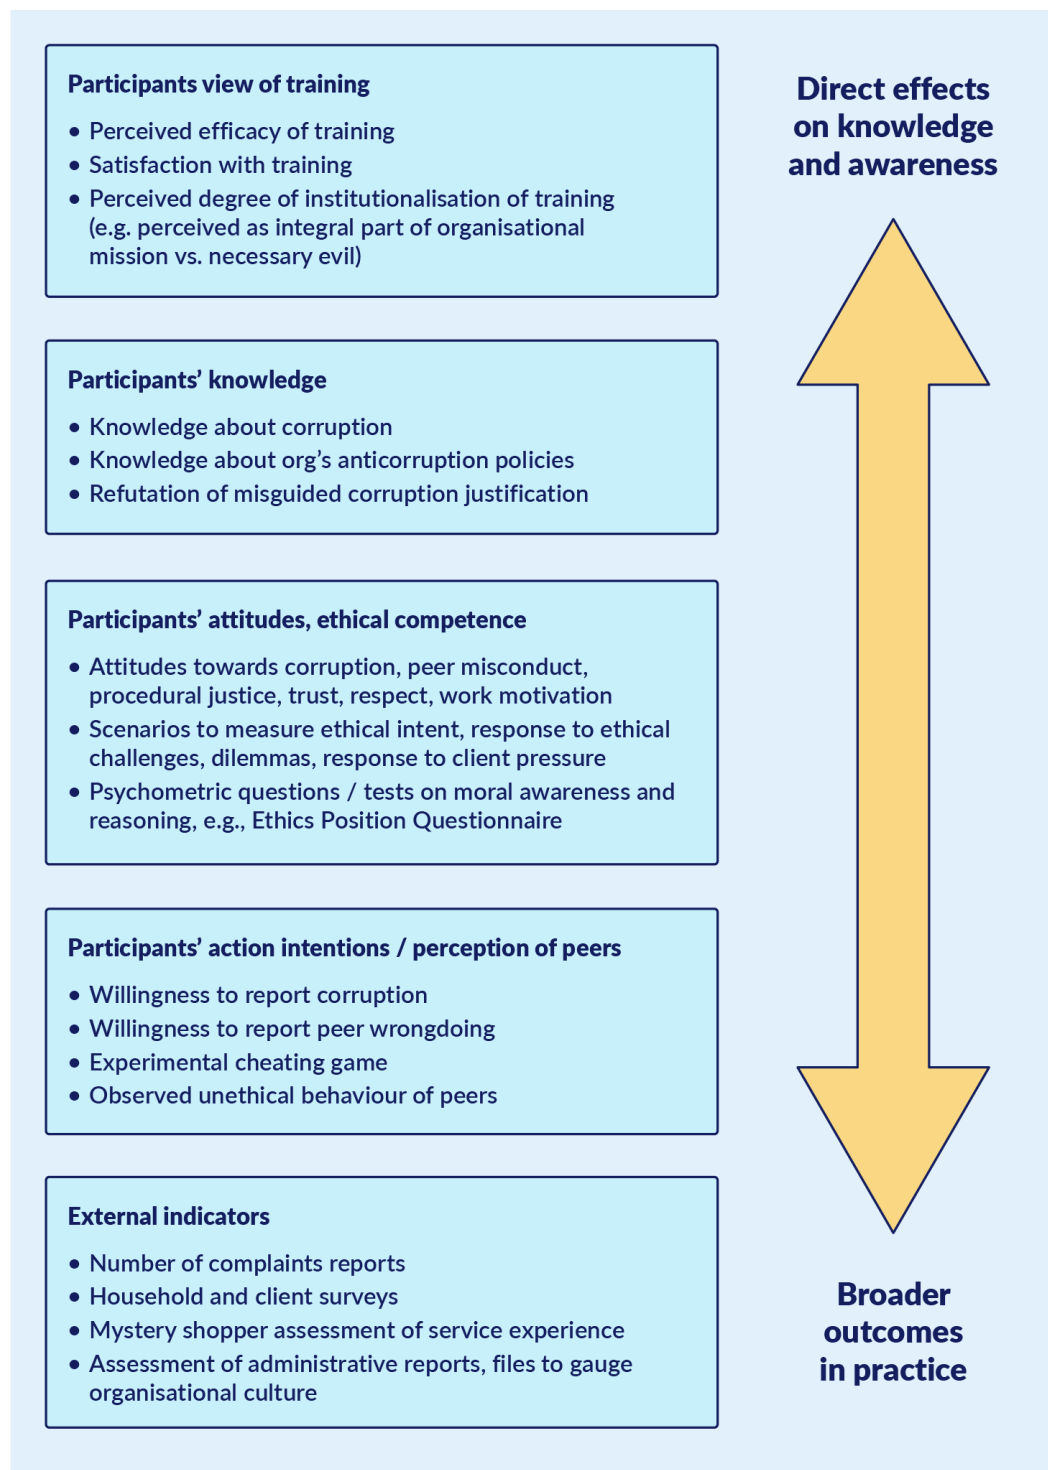 Participants view of training
• Perceived efficacy of training
• Satisfaction with training
• Perceived degree of institutionalisation of training
(e.g. perceived as integral part of organisational
mission vs. necessary evil)
Participants’ knowledge
• Knowledge about corruption
• Knowledge about org’s anticorruption policies
• Refutation of misguided corruption justification
Participants’ attitudes, ethical competence
• Attitudes towards corruption, peer misconduct,
procedural justice, trust, respect, work motivation
• Scenarios to measure ethical intent, response to ethical
challenges, dilemmas, response to client pressure
• Psychometric questions / tests on moral awareness and
reasoning, e.g., Ethics Position Questionnaire
Participants’ action intentions / perception of peers
• Willingness to report corruption
• Willingness to report peer wrongdoing
• Experimental cheating game
• Observed unethical behaviour of peers
External indicators
• Number of complaints reports
• Household and client surveys
• Mystery shopper assessment of service experience
• Assessment of administrative reports, files to gauge
organisational culture
Direct effects
on knowledge
and awareness
Broader
outcomes
in practice